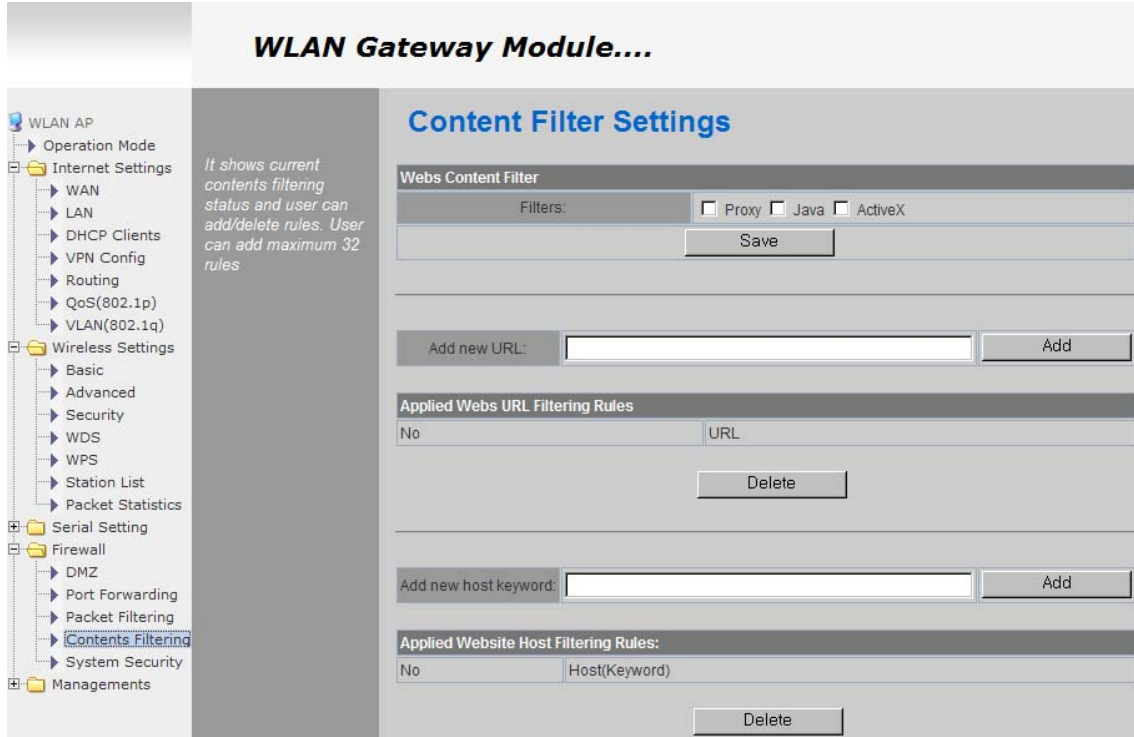 WLAN Gateway Module....
WLAN AP
Operation Mode
Internet Settings
WAN
LAN
DHCP Clients
VPN Config
Routing
QoS(802.1p)
VLAN(802.1q)
Wireless Settings
Basic
Advanced
Security
WDS
WPS
Station List
Packet Statistics
Serial Setting
Firewall
DMZ
Port Forwarding
Packet Filtering
Contents Filtering
System Security
Managements
It shows current
contents filtering
status and user can
add/delete rules. User
can add maximum 32
rules
Content Filter Settings
Webs Content Filter
Filters: Proxy Java ActiveX
Save
Add new URL: Add
Applied Webs URL Filtering Rules
No URL
Delete
Add new host keyword: Add
Applied Website Host Filtering Rules:
No Host(Keyword)
Delete